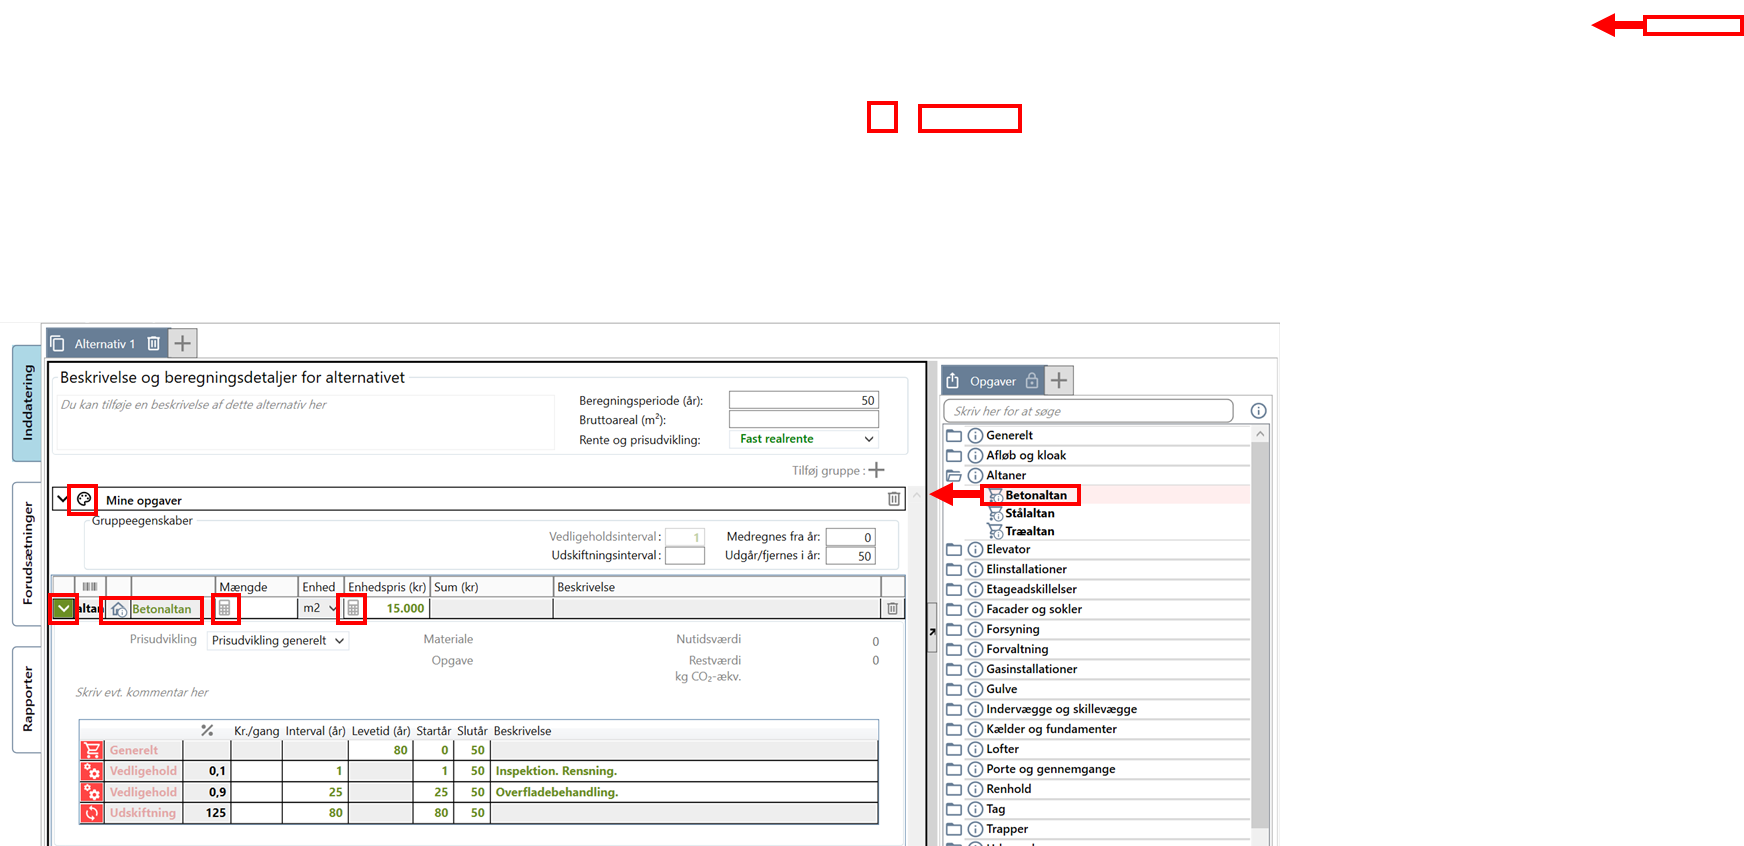 Alternativ 1
Inddatering
Forudsætninger
Rapporter
Beskrivelse og beregningsdetaljer for alternativet
Du kan tilføje en beskrivelse af dette alternativ her
Beregningsperiode (år): 50
Bruttoareal (m²):
Rente og prisudvikling: Fast realrente
Tilføj gruppe :
Mine opgaver
Gruppeegenskaber
Vedligeholdsinterval : 1 Medregnes fra år: 0
Udskiftningsinterval : Udgår/fjernes i år: 50
Mængde Enhed Enhedspris (kr) Sum (kr) Beskrivelse
altan Betonaltan m2 15.000
Prisudvikling Prisudvikling generelt Materiale Nutidsværdi 0
Opgave Restværdi 0
kg CO₂-ækv.
Skriv evt. kommentar her
% Kr./gang Interval (år) Levetid (år) Startår Slutår Beskrivelse
Generelt 80 0 50
Vedligehold 0,1 1 1 50 Inspektion. Rensning.
Vedligehold 0,9 25 25 50 Overfladebehandling.
Udskiftning 125 80 80 50
Opgaver
Skriv her for at søge
Generelt
Afløb og kloak
Altaner
Betonaltan
Stålaltan
Træaltan
Elevator
Elinstallationer
Etageadskillelser
Facader og sokler
Forsyning
Forvaltning
Gasinstallationer
Gulve
Indervægge og skillevægge
Kælder og fundamenter
Lofter
Porte og gennemgange
Renhold
Tag
Trapper